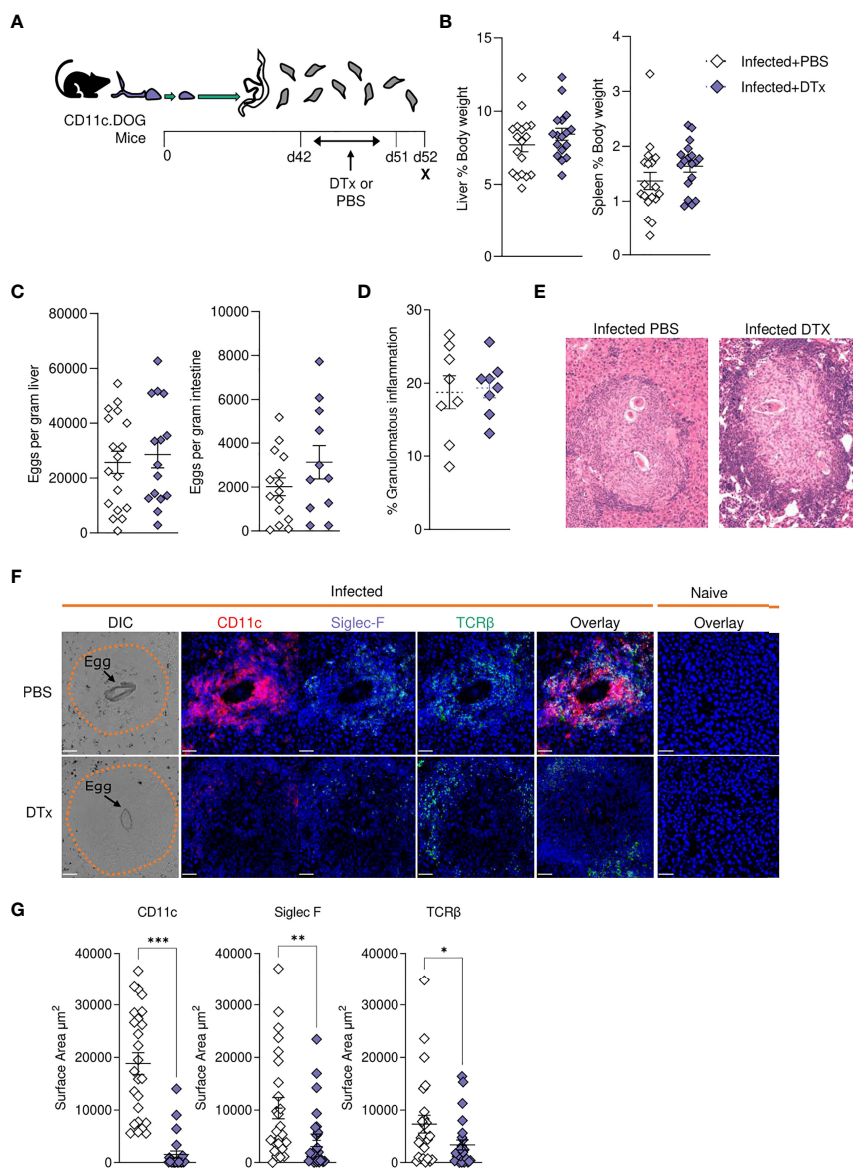 A
CD11c.DOG
Mice
0
d42
d51
d52
X
DTx or
PBS
B
Liver % Body weight
15
10
5
0
Spleen % Body weight
4
3
2
1
0
Infected+PBS
Infected+DTx
C
Eggs per gram liver
80000
60000
40000
20000
0
Eggs per gram intestine
10000
8000
6000
4000
2000
0
D
% Granulomatous inflammation
30
20
10
0
E
Infected PBS
Infected DTX
F
Infected
Naive
DIC
CD11c
Siglec-F
TCRβ
Overlay
Overlay
PBS
Egg
DTx
Egg
G
CD11c
Surface Area µm²
40000
30000
20000
10000
0
***
Siglec F
Surface Area µm²
40000
30000
20000
10000
0
**
TCRβ
Surface Area µm²
40000
30000
20000
10000
0
*